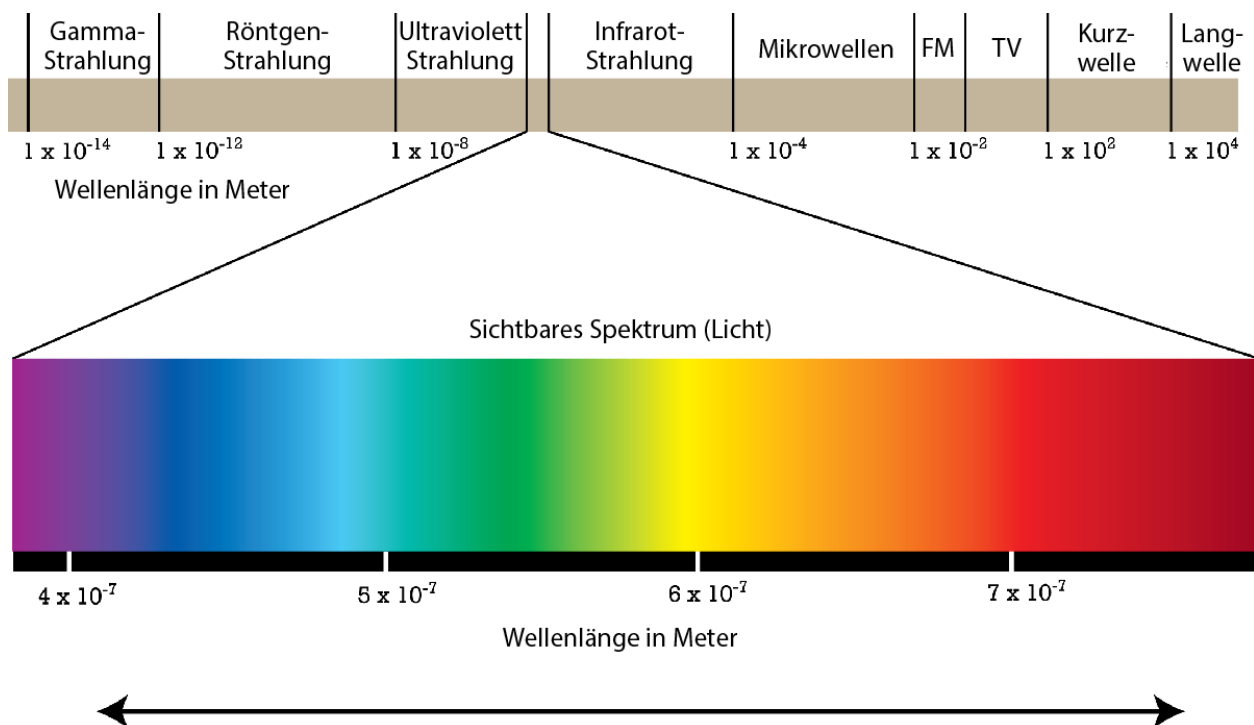 Gamma-
Strahlung
Röntgen-
Strahlung
Ultraviolett
Strahlung
Infrarot-
Strahlung
Mikrowellen
FM
TV
Kurz-
welle
Lang-
welle
1 x 10⁻¹⁴
1 x 10⁻¹²
1 x 10⁻⁸
1 x 10⁻⁴
1 x 10⁻²
1 x 10²
1 x 10⁴
Wellenlänge in Meter
Sichtbares Spektrum (Licht)
4 x 10⁻⁷
5 x 10⁻⁷
6 x 10⁻⁷
7 x 10⁻⁷
Wellenlänge in Meter